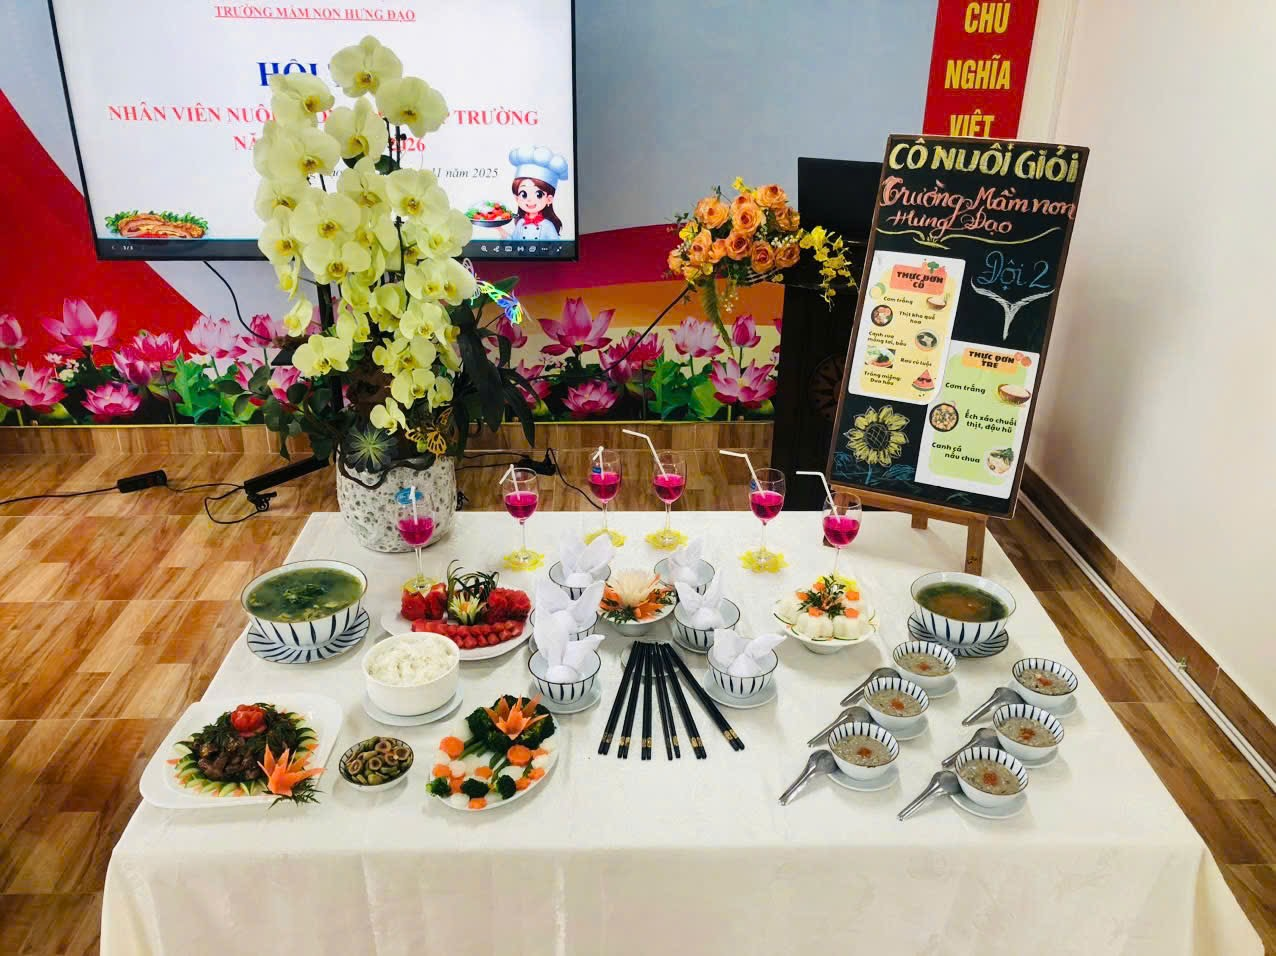 TRƯỜNG MẦM NON HƯNG ĐẠO
NHÂN VIÊN NUÔI TRƯỜNG
2026
11 năm 2025
CHỦ
NGHĨA
VIỆT
CÔ NUÔI GIỎI
Trường Mầm non
Hưng Đạo
Đội 2
THỰC ĐƠN
CÔ
Cơm trắng
Thịt kho quế
hoa
Canh cua
mồng tơi, bầu
Rau củ luộc
Tráng miệng:
Dưa hấu
THỰC ĐƠN
TRẺ
Cơm trắng
Ếch xào chuối
thịt, đậu hũ
Canh cá
nấu chua